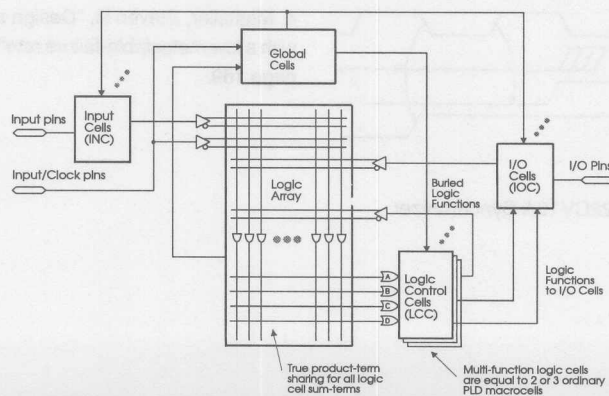 Global
Cells
Input pins
Input
Cells
(INC)
Input/Clock pins
Logic
Array
Buried
Logic
Functions
I/O
Cells
(IOC)
I/O Pins
A
B
C
D
Logic
Control
Cells
(LCC)
Logic
Functions
to I/O Cells
True product-term
sharing for all logic
cell sum-terms
Multi-function logic cells
are equal to 2 or 3 ordinary
PLD macrocells